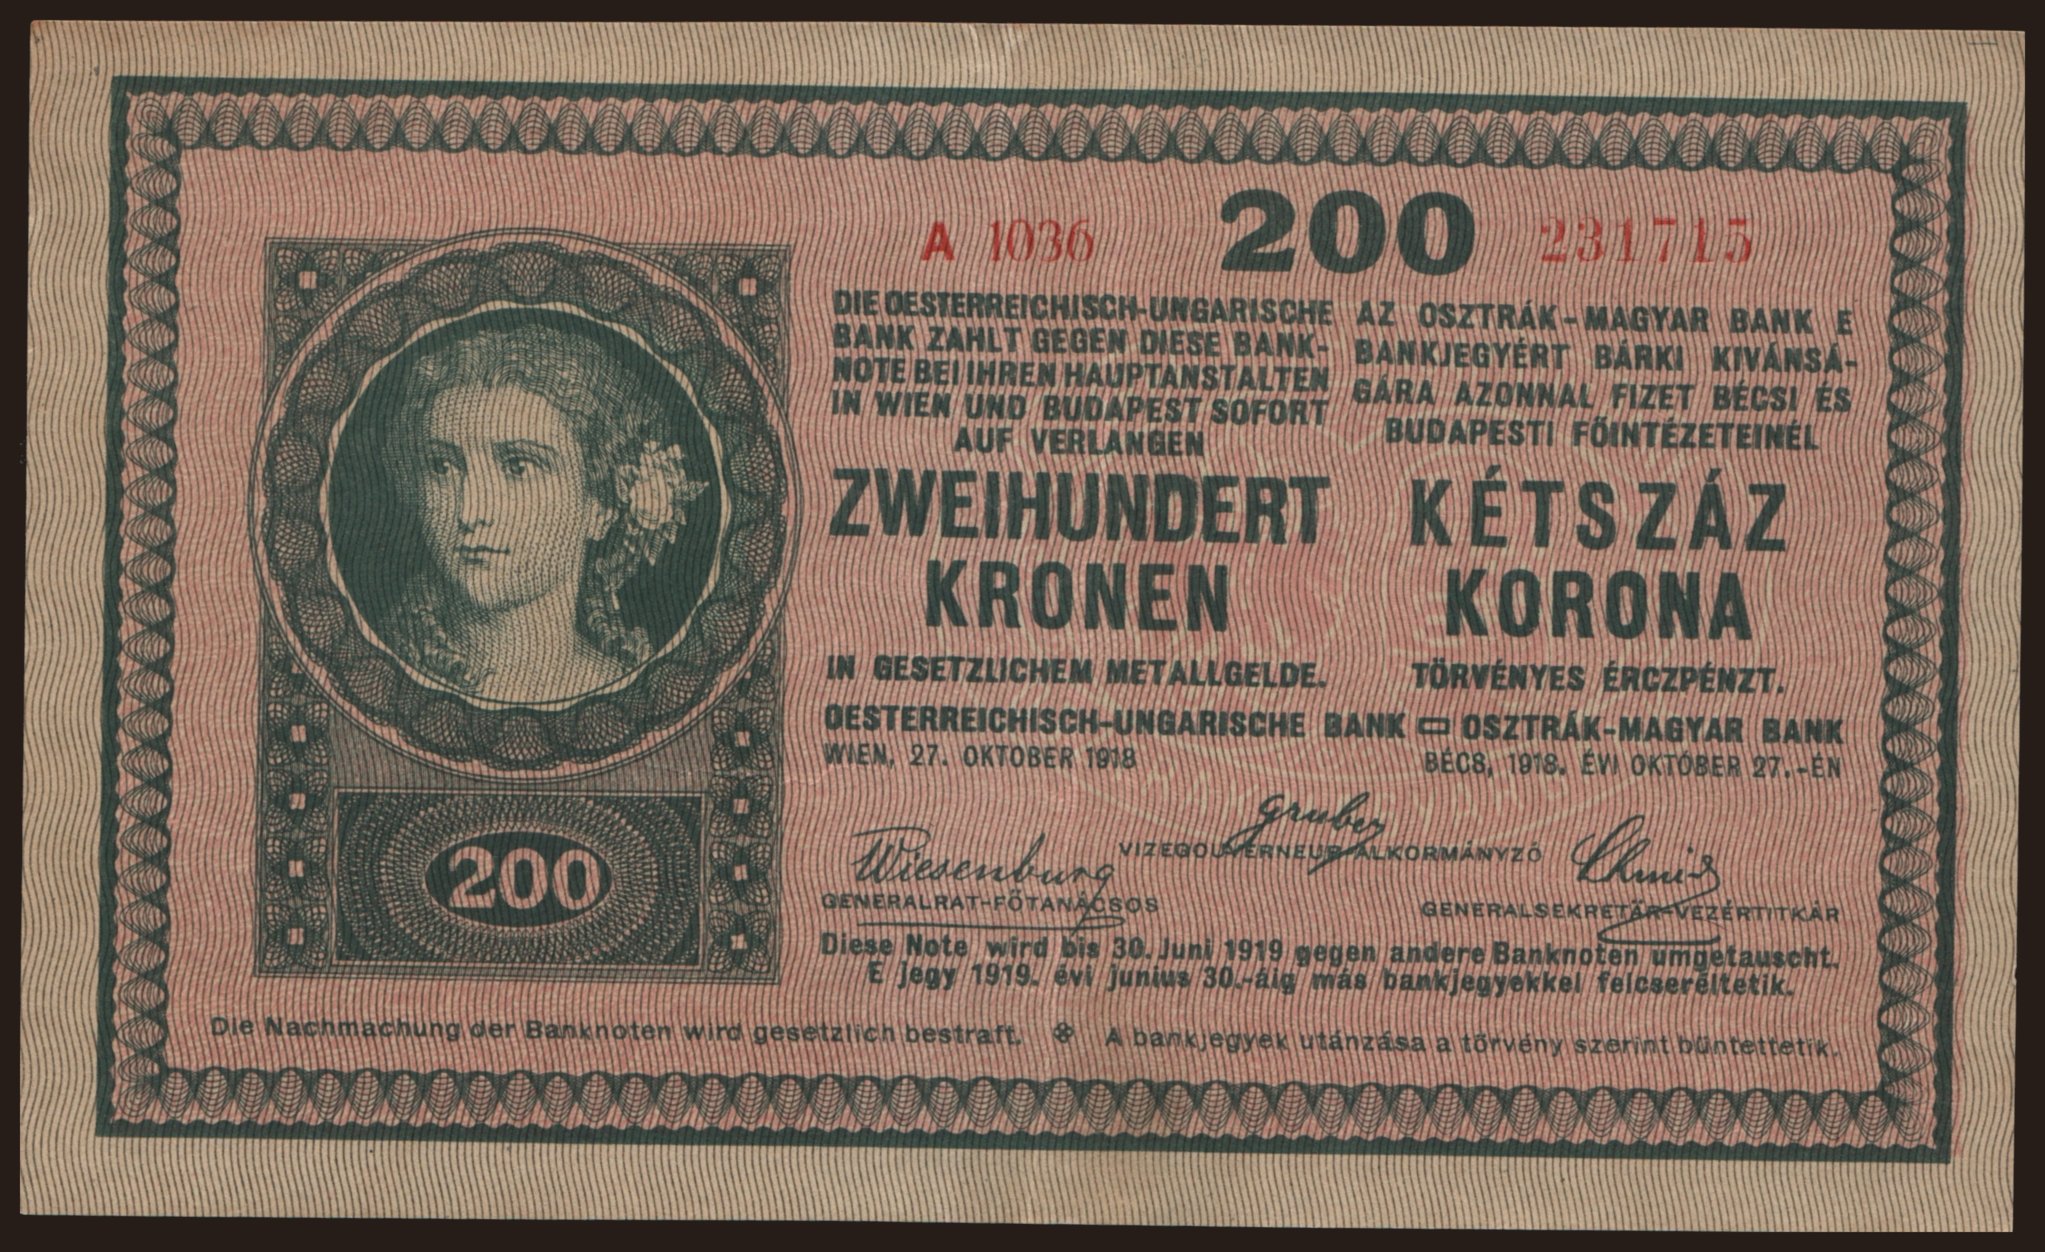 A 1036 200 231715
DIE OESTERREICHISCH-UNGARISCHE
BANK ZAHLT GEGEN DIESE BANK-
NOTE BEI IHREN HAUPTANSTALTEN
IN WIEN UND BUDAPEST SOFORT
AUF VERLANGEN
ZWEIHUNDERT
KRONEN
IN GESETZLICHEM METALLGELDE.
AZ OSZTRÁK-MAGYAR BANK E
BANKJEGYÉRT BÁRKI KIVÁNSÁ-
GÁRA AZONNAL FIZET BÉCSI ÉS
BUDAPESTI FŐINTÉZETEINÉL
KÉTSZÁZ
KORONA
TÖRVÉNYES ÉRCZPÉNZT.
OESTERREICHISCH-UNGARISCHE BANK OSZTRÁK-MAGYAR BANK
WIEN, 27. OKTOBER 1918
BÉCS, 1918. ÉVI OKTÓBER 27.-ÉN
Gruber
VIZEGOUVERNEUR-ALKORMÁNYZÓ
Wiesenburg
GENERALRAT-FŐTANÁCSOS
Schmid
GENERALSEKRETÄR-VEZÉRTITKÁR
200
Diese Note wird bis 30. Juni 1919 gegen andere Banknoten umgetauscht.
E jegy 1919. évi junius 30.-áig más bankjegyekkel felcseréltetik.
Die Nachmachung der Banknoten wird gesetzlich bestraft. A bankjegyek utánzása a törvény szerint büntettetik.